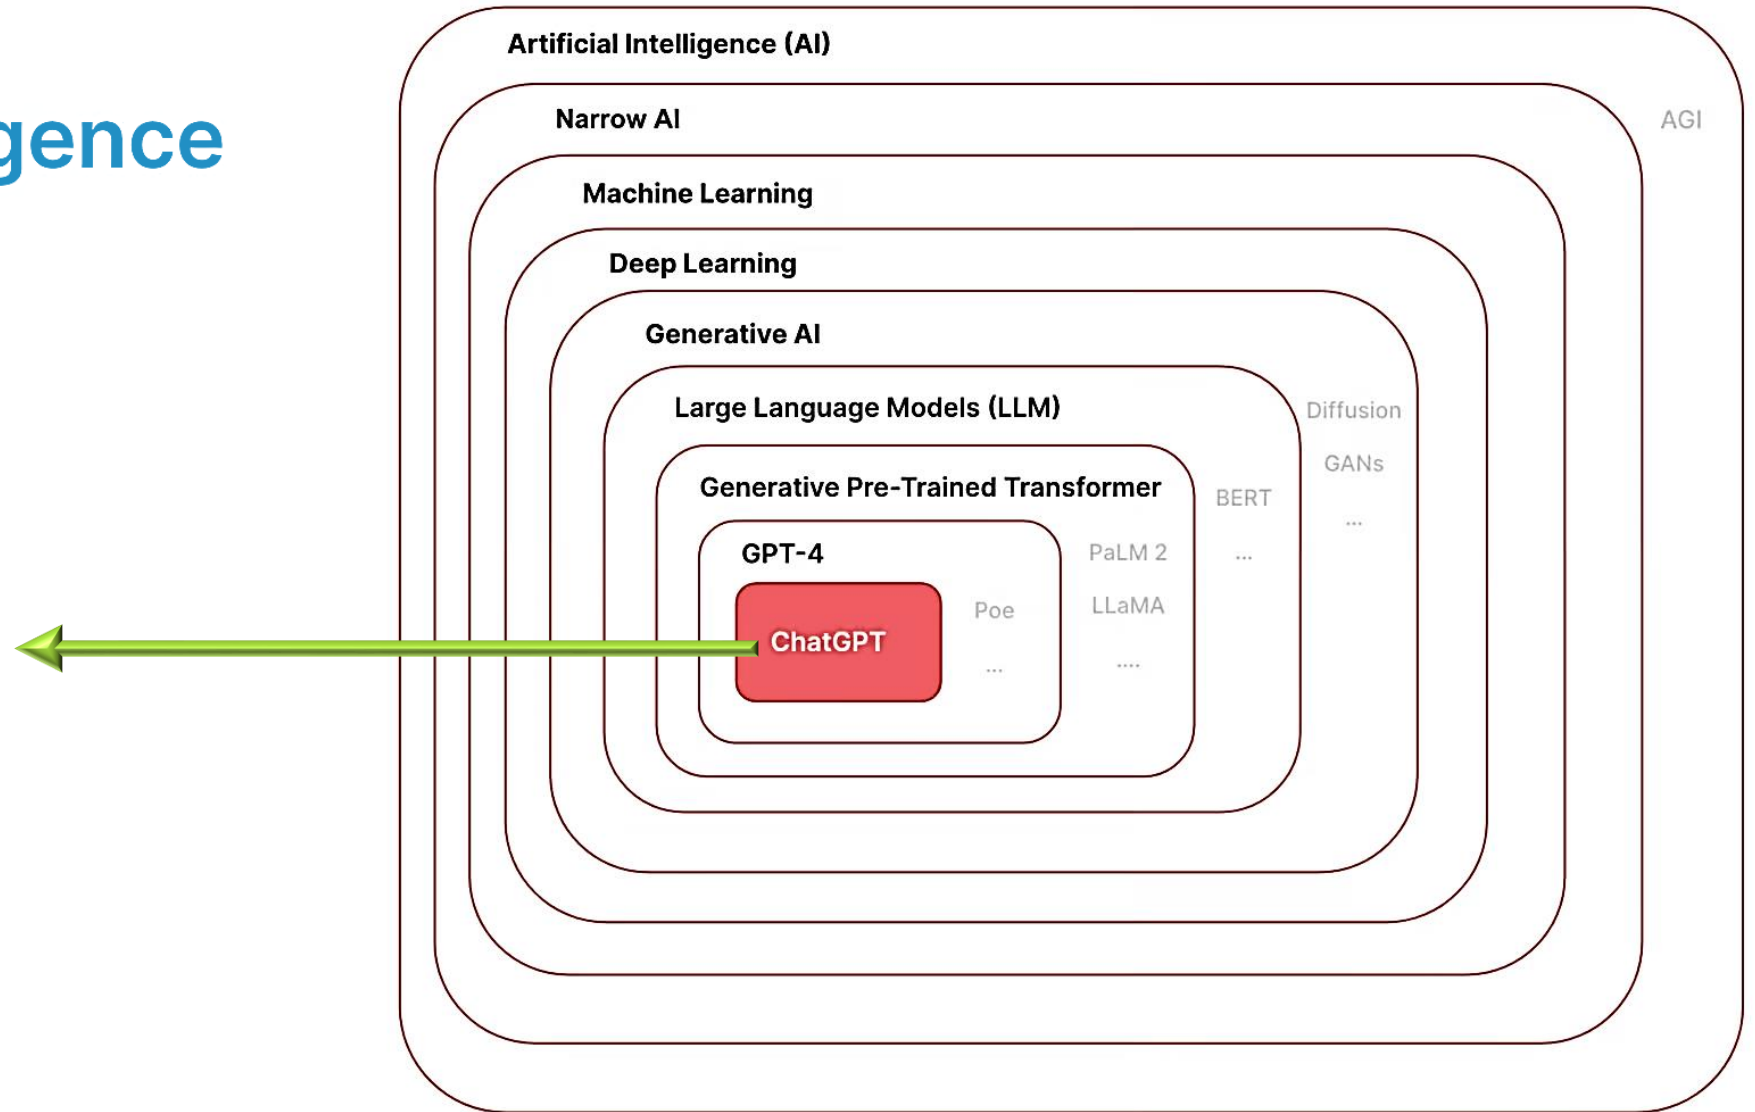 Artificial Intelligence (AI)
gence
Narrow AI
AGI
Machine Learning
Deep Learning
Generative AI
Large Language Models (LLM)
Diffusion
GANs
...
Generative Pre-Trained Transformer
BERT
...
GPT-4
PaLM 2
LLaMA
....
Poe
...
ChatGPT